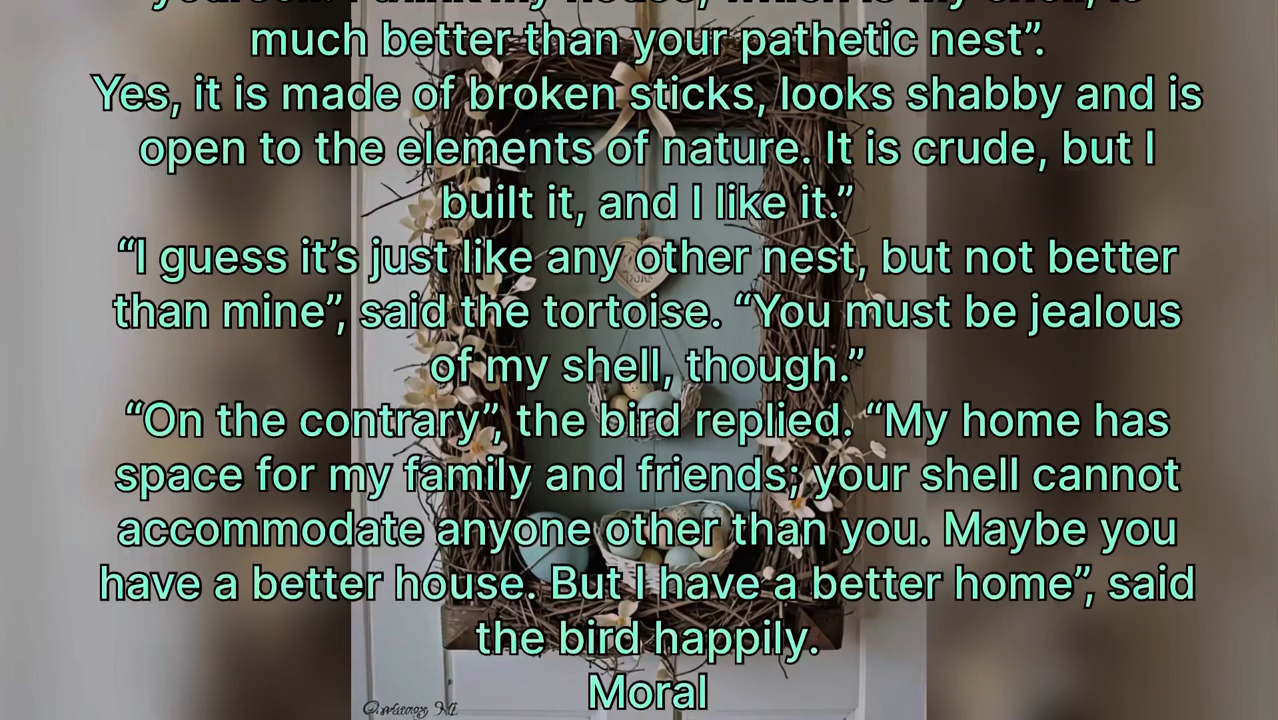 much better than your pathetic nest”.
Yes, it is made of broken sticks, looks shabby and is
open to the elements of nature. It is crude, but I
built it, and I like it.”
“I guess it’s just like any other nest, but not better
than mine”, said the tortoise. “You must be jealous
of my shell, though.”
“On the contrary”, the bird replied. “My home has
space for my family and friends; your shell cannot
accommodate anyone other than you. Maybe you
have a better house. But I have a better home”, said
the bird happily.
Moral